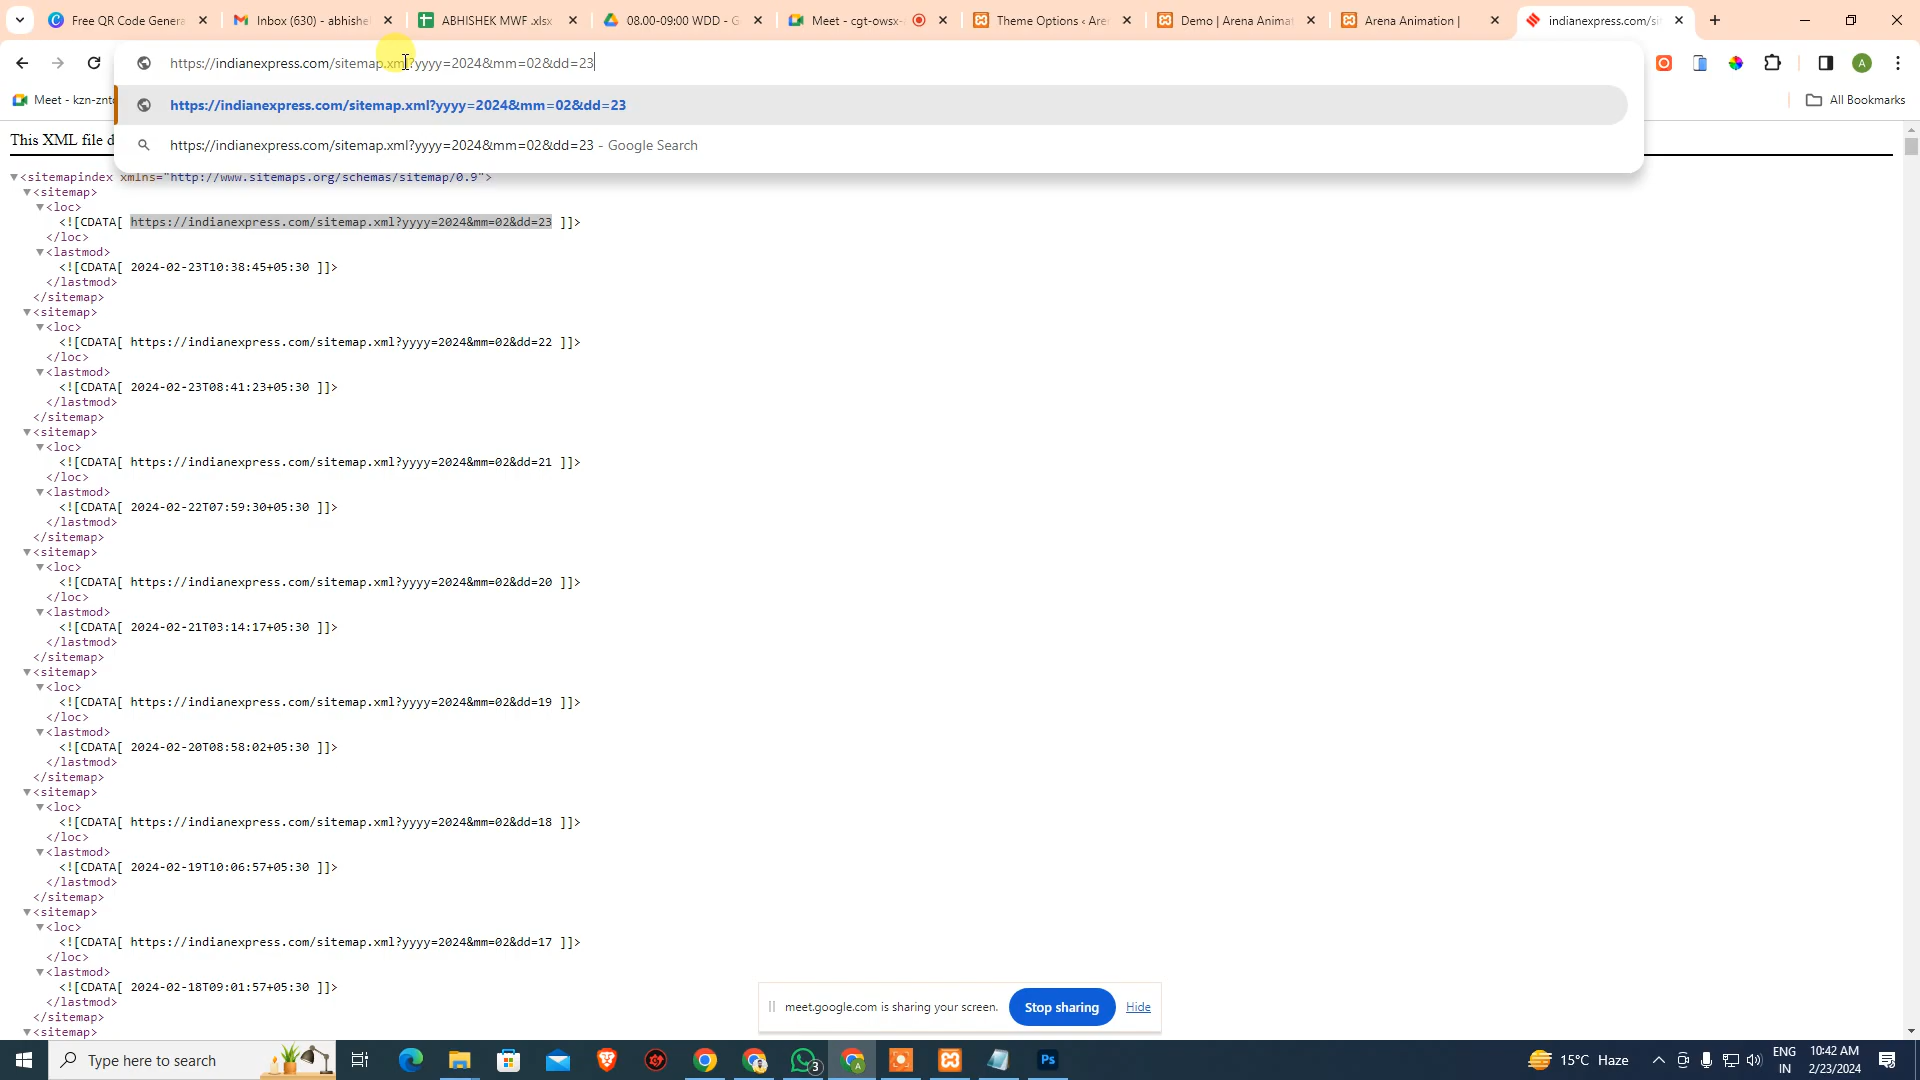 Free QR Code Genera
Inbox (630) - abhishe
ABHISHEK MWF .xlsx
08.00-09:00 WDD - G
Meet - cgt-owsx-
Theme Options ‹ Are
Demo | Arena Animat
Arena Animation |
indianexpress.com/si
https://indianexpress.com/sitemap.xml?yyyy=2024&mm=02&dd=23
A
Meet - kzn-znt
https://indianexpress.com/sitemap.xml?yyyy=2024&mm=02&dd=23
All Bookmarks
This XML file d
https://indianexpress.com/sitemap.xml?yyyy=2024&mm=02&dd=23 - Google Search
▼<sitemapindex xmlns="http://www.sitemaps.org/schemas/sitemap/0.9">
▼<sitemap>
▼<loc>
<![CDATA[ https://indianexpress.com/sitemap.xml?yyyy=2024&mm=02&dd=23 ]]>
</loc>
▼<lastmod>
<![CDATA[ 2024-02-23T10:38:45+05:30 ]]>
</lastmod>
</sitemap>
▼<sitemap>
▼<loc>
<![CDATA[ https://indianexpress.com/sitemap.xml?yyyy=2024&mm=02&dd=22 ]]>
</loc>
▼<lastmod>
<![CDATA[ 2024-02-23T08:41:23+05:30 ]]>
</lastmod>
</sitemap>
▼<sitemap>
▼<loc>
<![CDATA[ https://indianexpress.com/sitemap.xml?yyyy=2024&mm=02&dd=21 ]]>
</loc>
▼<lastmod>
<![CDATA[ 2024-02-22T07:59:30+05:30 ]]>
</lastmod>
</sitemap>
▼<sitemap>
▼<loc>
<![CDATA[ https://indianexpress.com/sitemap.xml?yyyy=2024&mm=02&dd=20 ]]>
</loc>
▼<lastmod>
<![CDATA[ 2024-02-21T03:14:17+05:30 ]]>
</lastmod>
</sitemap>
▼<sitemap>
▼<loc>
<![CDATA[ https://indianexpress.com/sitemap.xml?yyyy=2024&mm=02&dd=19 ]]>
</loc>
▼<lastmod>
<![CDATA[ 2024-02-20T08:58:02+05:30 ]]>
</lastmod>
</sitemap>
▼<sitemap>
▼<loc>
<![CDATA[ https://indianexpress.com/sitemap.xml?yyyy=2024&mm=02&dd=18 ]]>
</loc>
▼<lastmod>
<![CDATA[ 2024-02-19T10:06:57+05:30 ]]>
</lastmod>
</sitemap>
▼<sitemap>
▼<loc>
<![CDATA[ https://indianexpress.com/sitemap.xml?yyyy=2024&mm=02&dd=17 ]]>
</loc>
▼<lastmod>
<![CDATA[ 2024-02-18T09:01:57+05:30 ]]>
</lastmod>
</sitemap>
▼<sitemap>
meet.google.com is sharing your screen.
Stop sharing
Hide
Type here to search
3
A
Ps
15°C Haze
ENG
IN
10:42 AM
2/23/2024